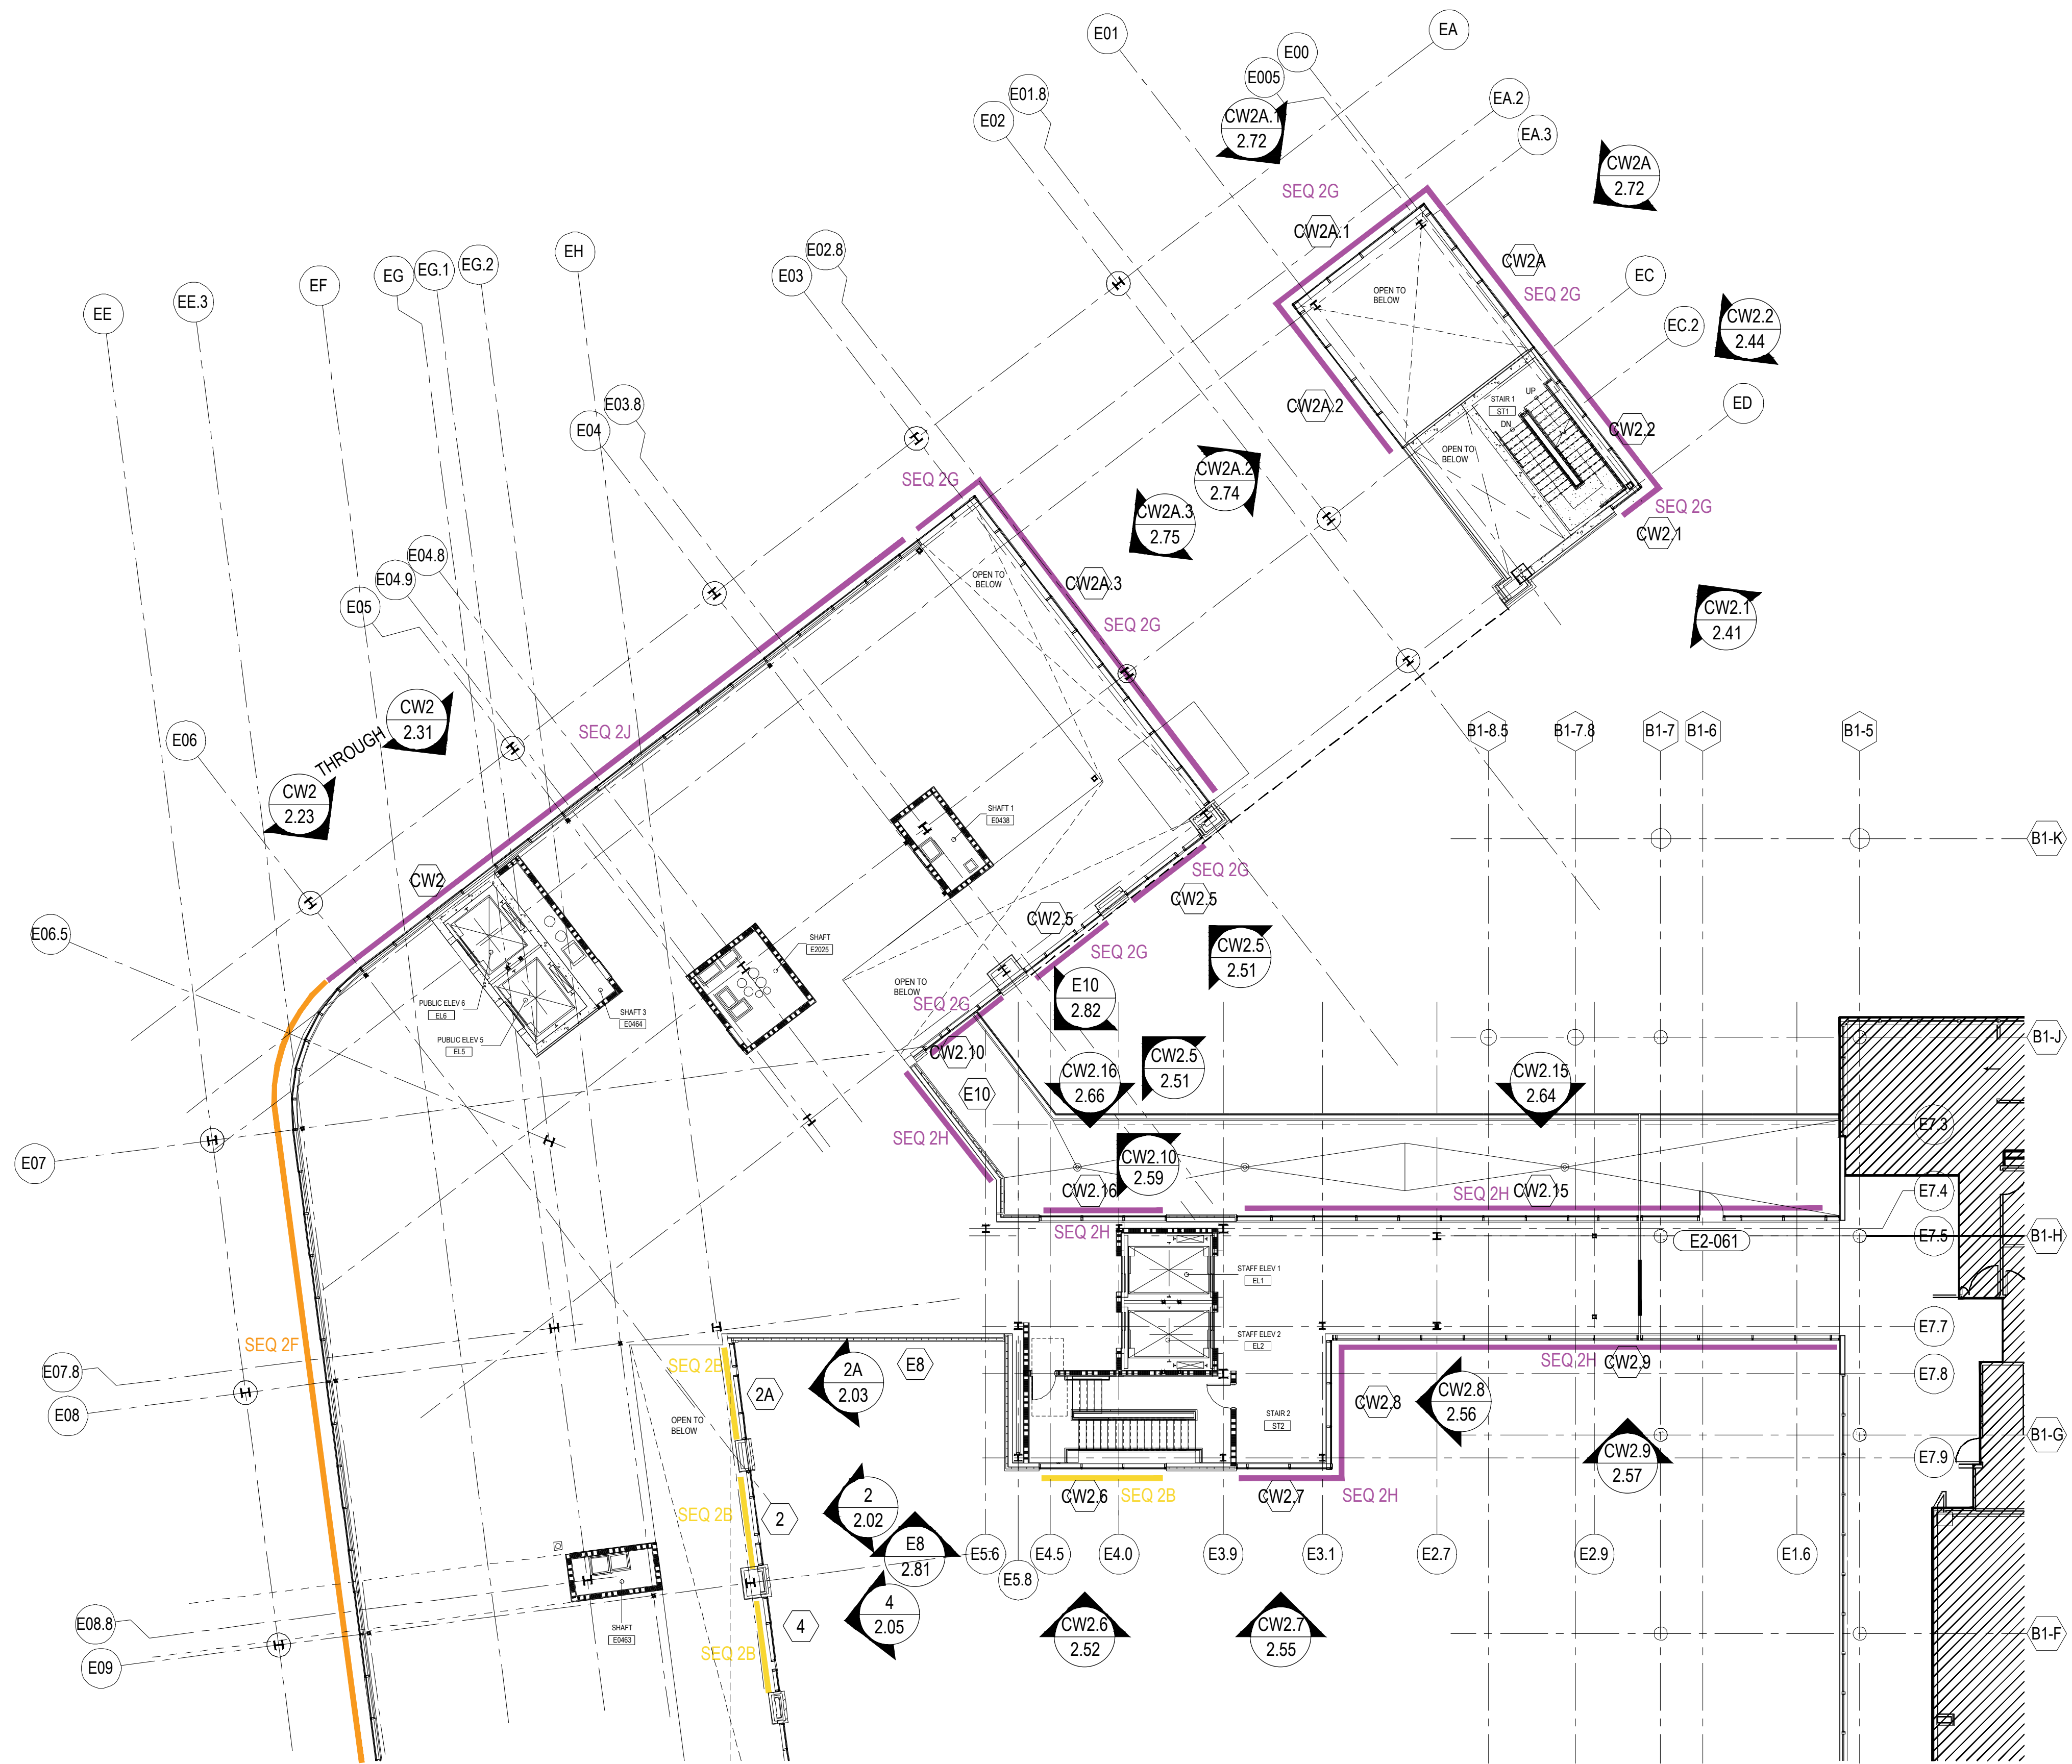 E01
E00
EA
E005
E01.8
E02
EA.2
EA.3
CW2A.1
2.72
CW2A
2.72
SEQ 2G
CW2A.1
CW2A
SEQ 2G
EC
EC.2
CW2.2
2.44
ED
OPEN TO
BELOW
CW2A.2
STAIR 1
ST1
UP
DN
OPEN TO
BELOW
CW2.2
SEQ 2G
CW2.1
CW2.1
2.41
E03
E02.8
EH
EG.2
EG.1
EG
EF
EE.3
EE
E03.8
E04
E04.8
E04.9
E05
SEQ 2G
CW2A.2
2.74
CW2A.3
2.75
OPEN TO
BELOW
CW2A.3
SEQ 2G
SEQ 2J
CW2
2.31
THROUGH
CW2
2.23
E06
E06.5
CW2
SHAFT 1
E0438
SHAFT
E2025
PUBLIC ELEV 6
EL6
SHAFT 3
E0464
PUBLIC ELEV 5
EL5
B1-8.5
B1-7.8
B1-7
B1-6
B1-5
B1-K
SEQ 2G
CW2.5
CW2.5
SEQ 2G
CW2.5
2.51
OPEN TO
BELOW
SEQ 2G
E10
2.82
CW2.10
E10
CW2.16
2.66
CW2.5
2.51
CW2.15
2.64
B1-J
E7.3
E07
SEQ 2H
CW2.10
2.59
CW2.16
SEQ 2H
SEQ 2H
CW2.15
E7.4
E2-061
E7.5
B1-H
STAFF ELEV 1
EL1
STAFF ELEV 2
EL2
E7.7
SEQ 2F
SEQ 2B
2A
2A
2.03
E8
SEQ 2H
CW2.9
E7.8
E07.8
E08
OPEN TO
BELOW
STAIR 2
ST2
CW2.8
CW2.8
2.56
CW2.9
2.57
B1-G
E7.9
CW2.6
SEQ 2B
CW2.7
SEQ 2H
SEQ 2B
2
2
2.02
E8
2.81
E5.6
E5.8
E4.5
E4.0
E3.9
E3.1
E2.7
E2.9
E1.6
E08.8
E09
SHAFT
E0463
SEQ 2B
4
4
2.05
CW2.6
2.52
CW2.7
2.55
B1-F